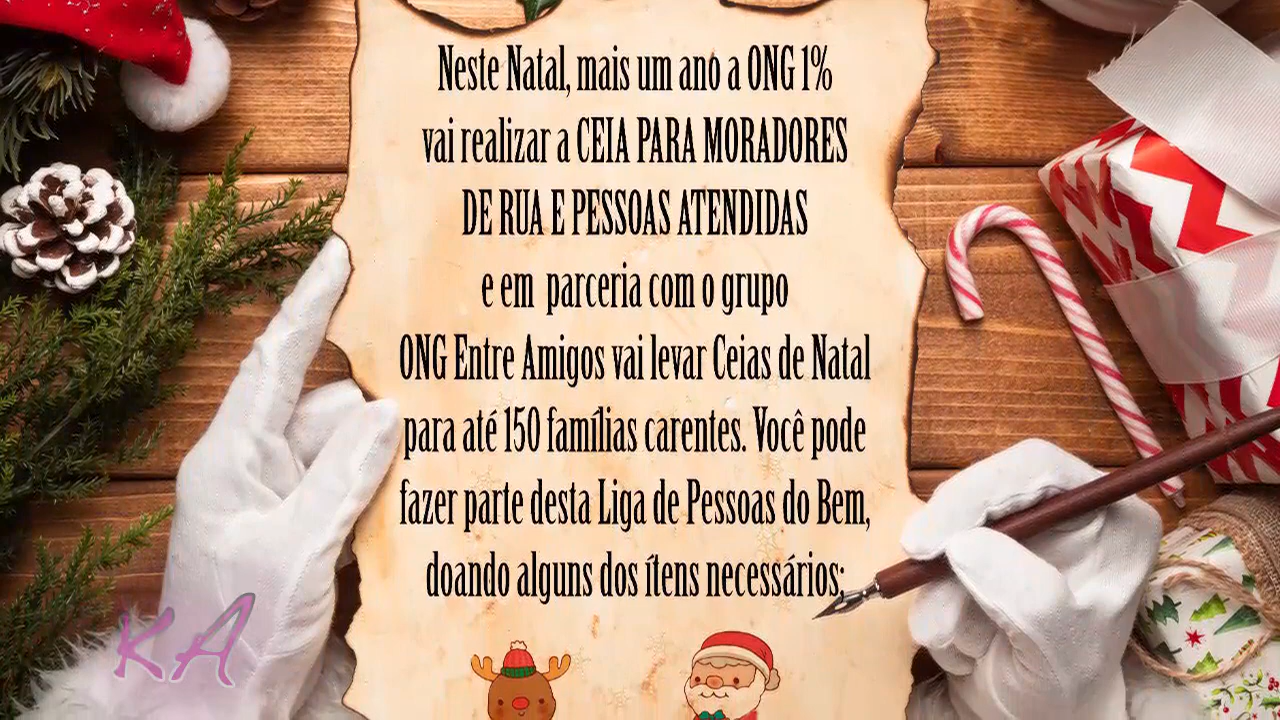 Neste Natal, mais um ano a ONG 1%
vai realizar a CEIA PARA MORADORES
DE RUA E PESSOAS ATENDIDAS
e em parceria com o grupo
ONG Entre Amigos vai levar Ceias de Natal
para até 150 famílias carentes. Você pode
fazer parte desta Liga de Pessoas do Bem,
doando alguns dos ítens necessários:
KA